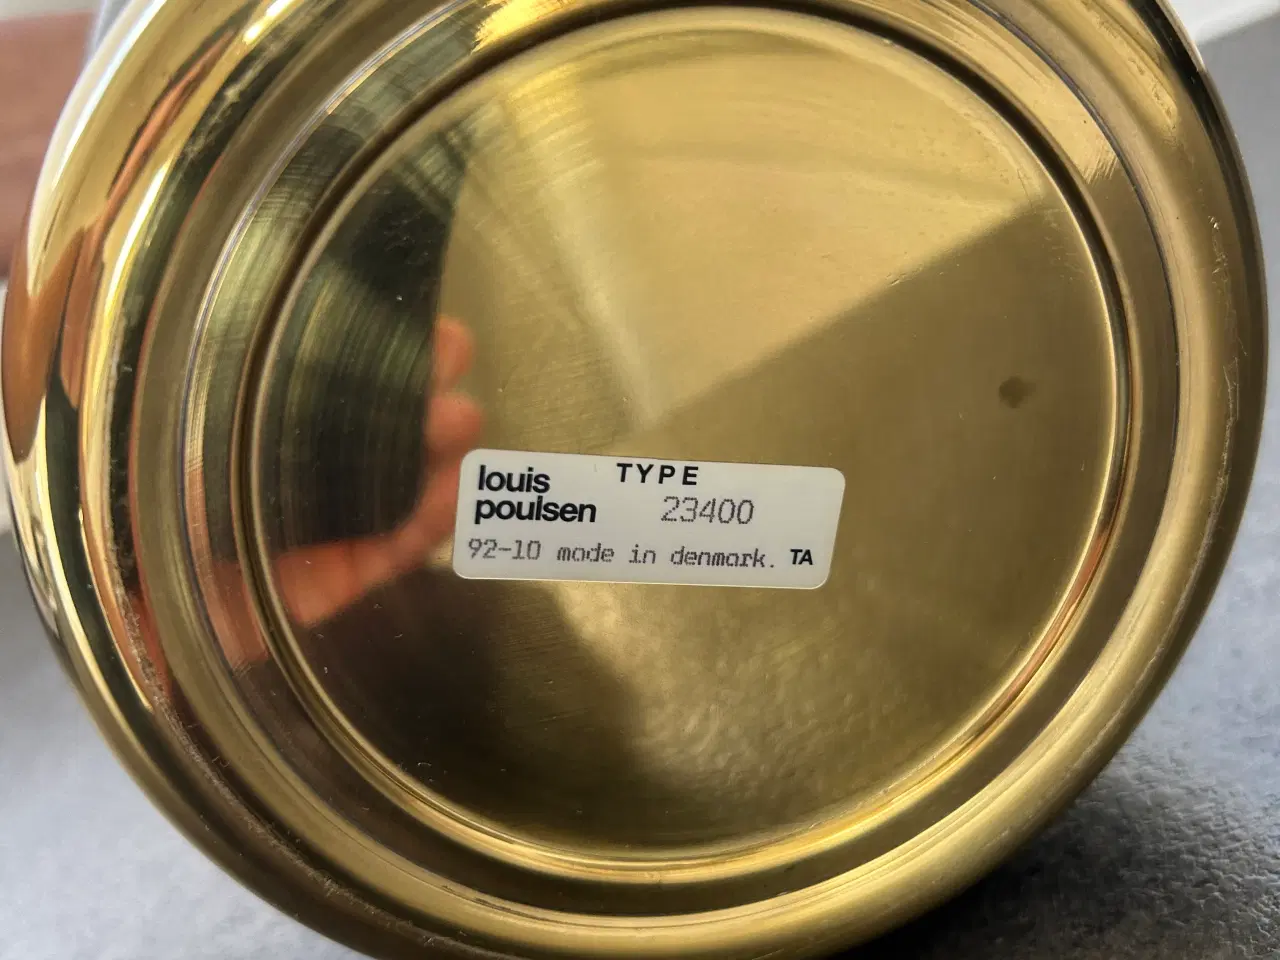 louis
poulsen
TYPE
23400
92-10 made in denmark. TA